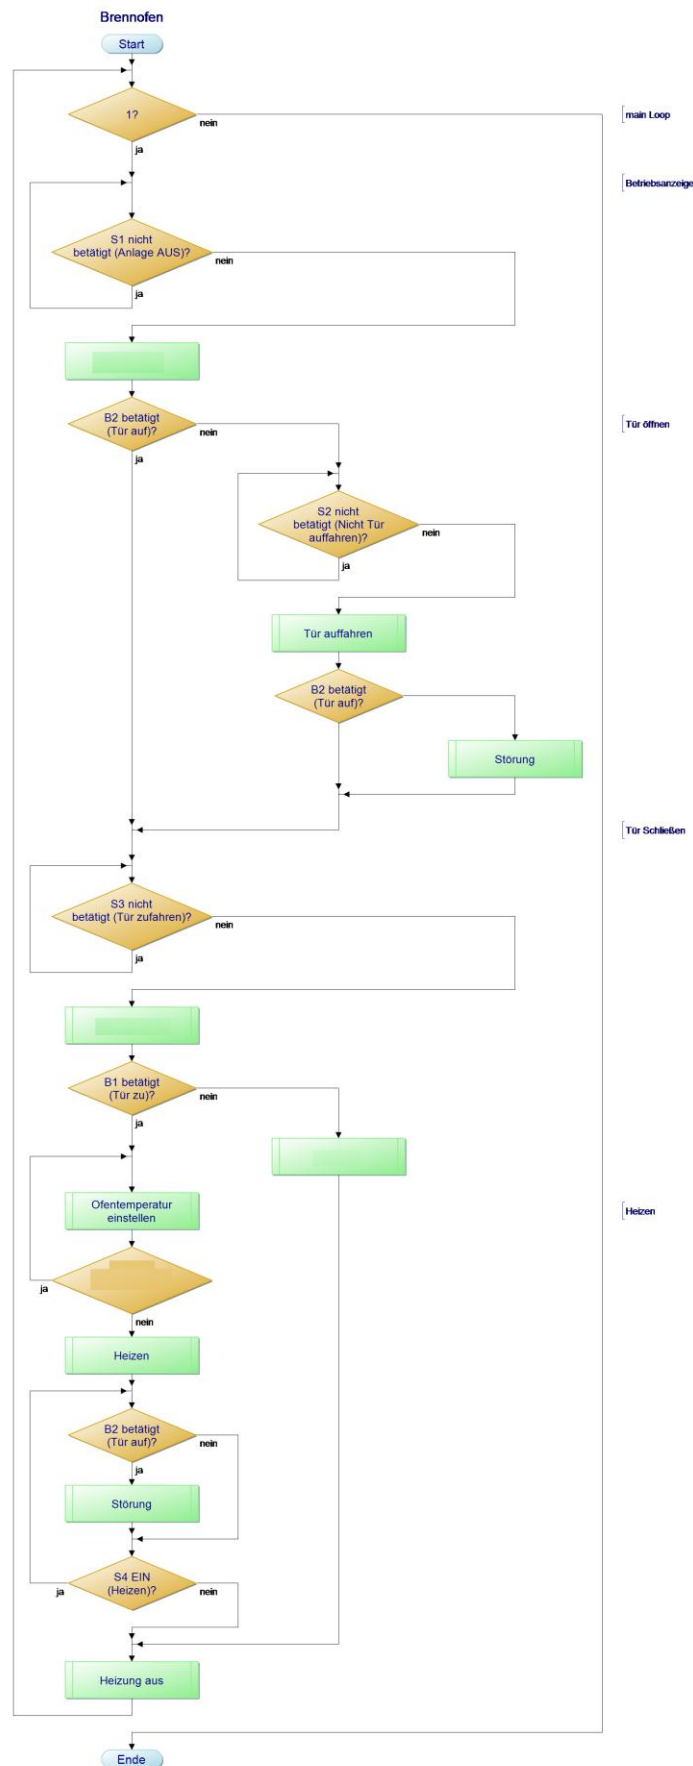 Brennofen
Start
1?
nein
main Loop
ja
Betriebsanzeige
S1 nicht
betätigt (Anlage AUS)?
nein
ja
B2 betätigt
(Tür auf)?
nein
Tür öffnen
ja
S2 nicht
betätigt (Nicht Tür
auffahren)?
nein
ja
Tür auffahren
B2 betätigt
(Tür auf)?
Störung
Tür Schließen
S3 nicht
betätigt (Tür zufahren)?
nein
ja
B1 betätigt
(Tür zu)?
nein
ja
Ofentemperatur
einstellen
Heizen
ja
nein
Heizen
B2 betätigt
(Tür auf)?
nein
ja
Störung
S4 EIN
(Heizen)?
ja
nein
Heizung aus
Ende